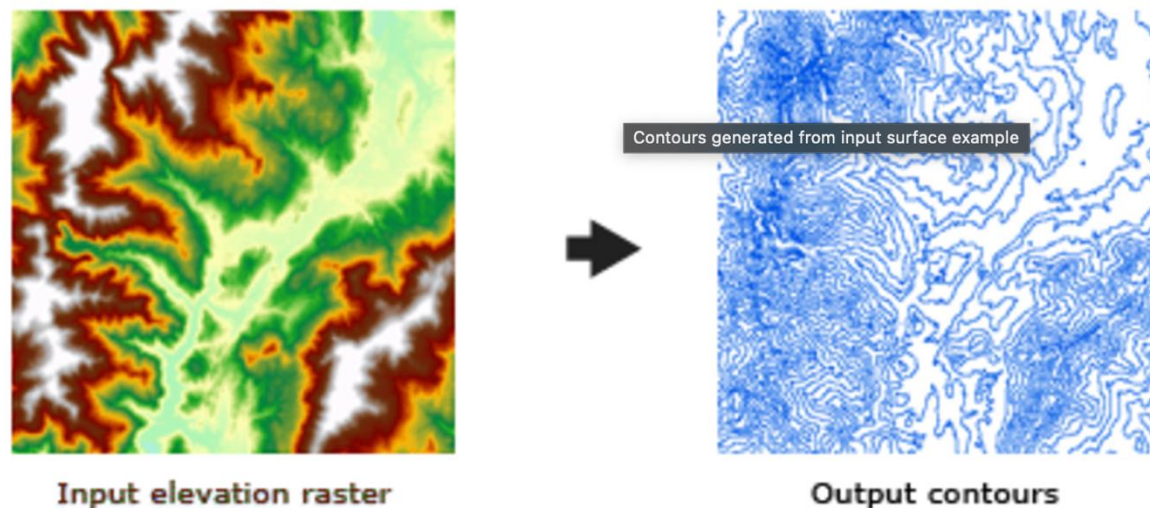 Contours generated from input surface example
Input elevation raster
Output contours